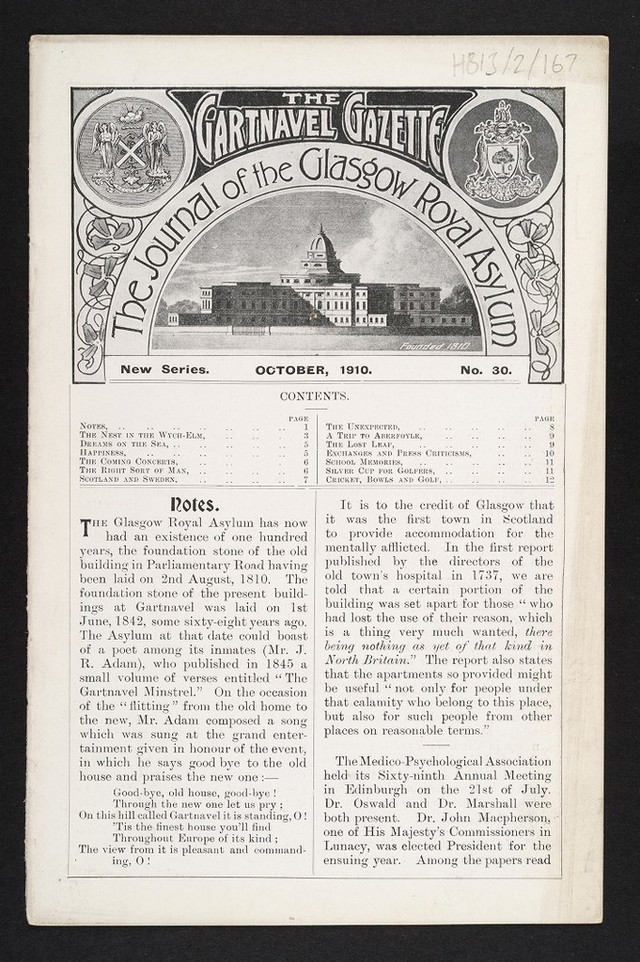 HB13/2/167
THE
GARTNAVEL GAZETTE
The Journal of the Glasgow Royal Asylum
Founded 1810
New Series. OCTOBER, 1910. No. 30.
CONTENTS.
PAGE
NOTES, .. .. .. .. .. 1
THE NEST IN THE WYCH-ELM, .. .. .. 3
DREAMS ON THE SEA, .. .. .. .. 5
HAPPINESS, .. .. .. .. .. 5
THE COMING CONCERTS, .. .. .. 6
THE RIGHT SORT OF MAN, .. .. .. 6
SCOTLAND AND SWEDEN, .. .. .. 7
PAGE
THE UNEXPECTED, .. .. .. .. 8
A TRIP TO ABERFOYLE, .. .. .. 9
THE LOST LEAF, .. .. .. .. 9
EXCHANGES AND PRESS CRITICISMS, .. .. 10
SCHOOL MEMORIES, .. .. .. .. 11
SILVER CUP FOR GOLFERS, .. .. .. 11
CRICKET, BOWLS AND GOLF, .. .. .. 12
Notes.
THE Glasgow Royal Asylum has now
had an existence of one hundred
years, the foundation stone of the old
building in Parliamentary Road having
been laid on 2nd August, 1810. The
foundation stone of the present build-
ings at Gartnavel was laid on 1st
June, 1842, some sixty-eight years ago.
The Asylum at that date could boast
of a poet among its inmates (Mr. J.
R. Adam), who published in 1845 a
small volume of verses entitled "The
Gartnavel Minstrel." On the occasion
of the "flitting" from the old home to
the new, Mr. Adam composed a song
which was sung at the grand enter-
tainment given in honour of the event,
in which he says good bye to the old
house and praises the new one :—
Good-bye, old house, good-bye !
Through the new one let us pry ;
On this hill called Gartnavel it is standing, O !
'Tis the finest house you'll find
Throughout Europe of its kind ;
The view from it is pleasant and command-
ing, O !
It is to the credit of Glasgow that
it was the first town in Scotland
to provide accommodation for the
mentally afflicted. In the first report
published by the directors of the
old town's hospital in 1737, we are
told that a certain portion of the
building was set apart for those "who
had lost the use of their reason, which
is a thing very much wanted, there
being nothing as yet of that kind in
North Britain." The report also states
that the apartments so provided might
be useful "not only for people under
that calamity who belong to this place,
but also for such people from other
places on reasonable terms."
The Medico-Psychological Association
held its Sixty-ninth Annual Meeting
in Edinburgh on the 21st of July.
Dr. Oswald and Dr. Marshall were
both present. Dr. John Macpherson,
one of His Majesty's Commissioners in
Lunacy, was elected President for the
ensuing year. Among the papers read